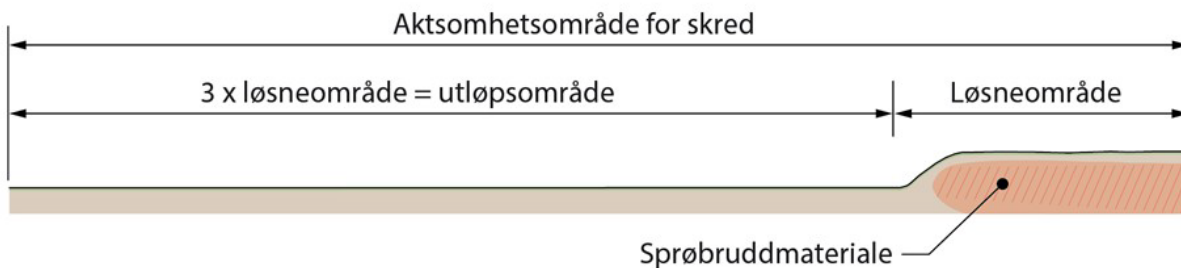 Aktsomhetsområde for skred
3 x løsneområde = utløpsområde
Løsneområde
Sprøbruddmateriale